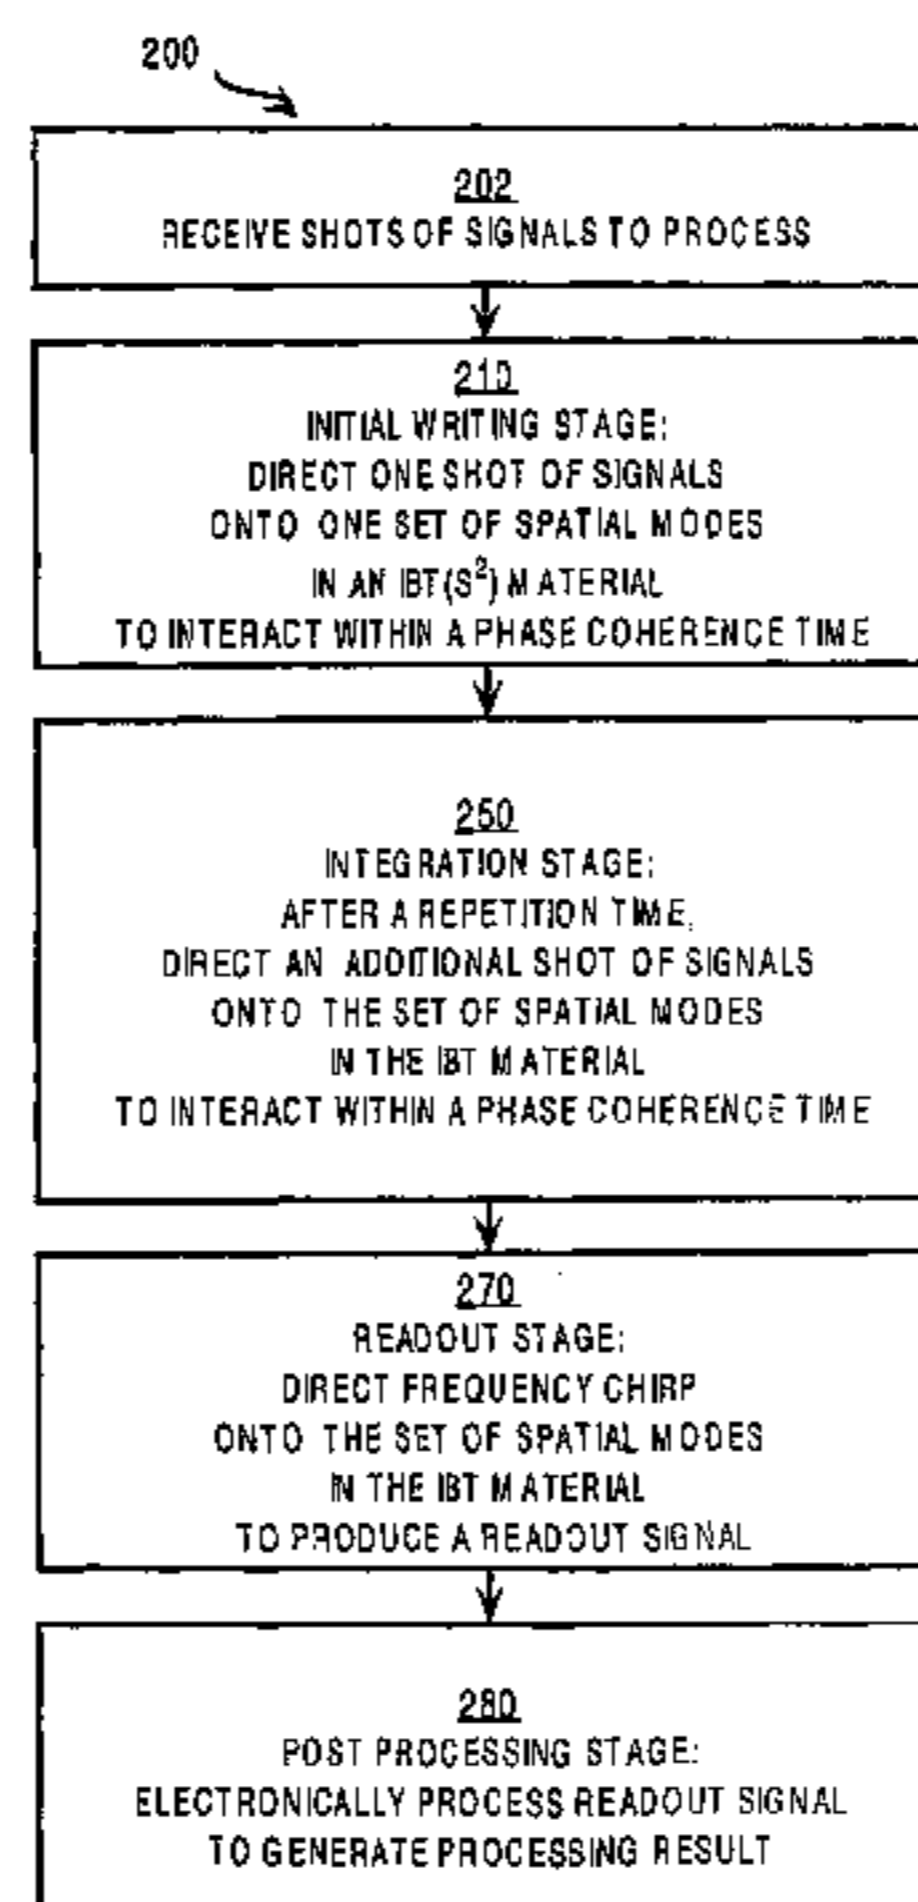 200
202
RECEIVE SHOTS OF SIGNALS TO PROCESS
210
INITIAL WRITING STAGE:
DIRECT ONE SHOT OF SIGNALS
ONTO ONE SET OF SPATIAL MODES
IN AN IBT(S²) MATERIAL
TO INTERACT WITHIN A PHASE COHERENCE TIME
250
INTEGRATION STAGE:
AFTER A REPETITION TIME,
DIRECT AN ADDITIONAL SHOT OF SIGNALS
ONTO THE SET OF SPATIAL MODES
IN THE IBT MATERIAL
TO INTERACT WITHIN A PHASE COHERENCE TIME
270
READOUT STAGE:
DIRECT FREQUENCY CHIRP
ONTO THE SET OF SPATIAL MODES
IN THE IBT MATERIAL
TO PRODUCE A READOUT SIGNAL
280
POST PROCESSING STAGE:
ELECTRONICALLY PROCESS READOUT SIGNAL
TO GENERATE PROCESSING RESULT